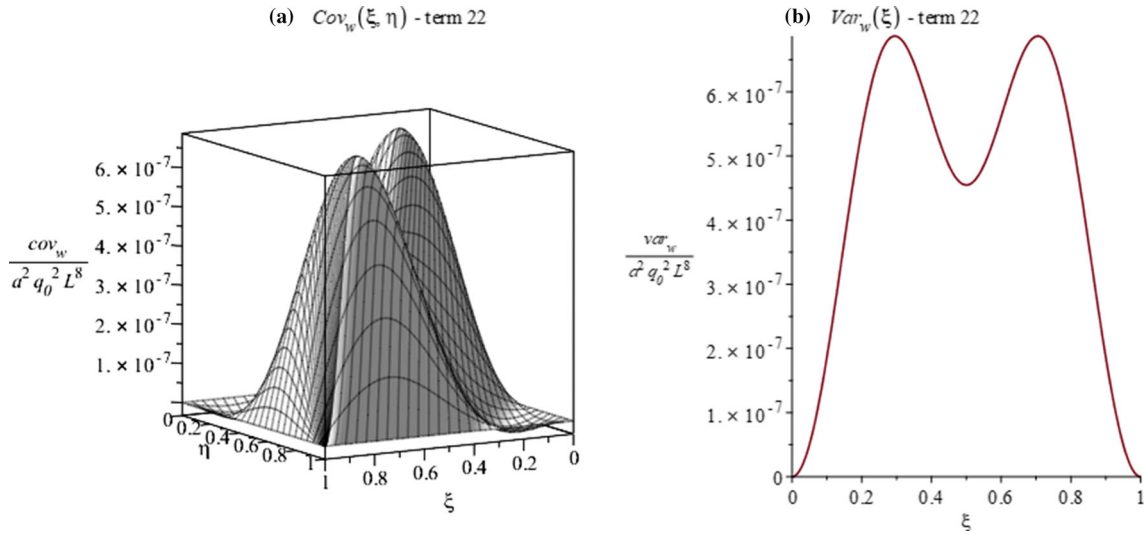 (a) Cov_w(ξ, η) - term 22
6. × 10^-7
5. × 10^-7
4. × 10^-7
3. × 10^-7
2. × 10^-7
1. × 10^-7
cov_w
a^2 q_0^2 L^8
0
0.2
0.4
0.6
0.8
1
η
1
0.8
0.6
0.4
0.2
0
ξ
(b) Var_w(ξ) - term 22
6. × 10^-7
5. × 10^-7
4. × 10^-7
3. × 10^-7
2. × 10^-7
1. × 10^-7
0
var_w
a^2 q_0^2 L^8
0 0.2 0.4 0.6 0.8 1
ξ